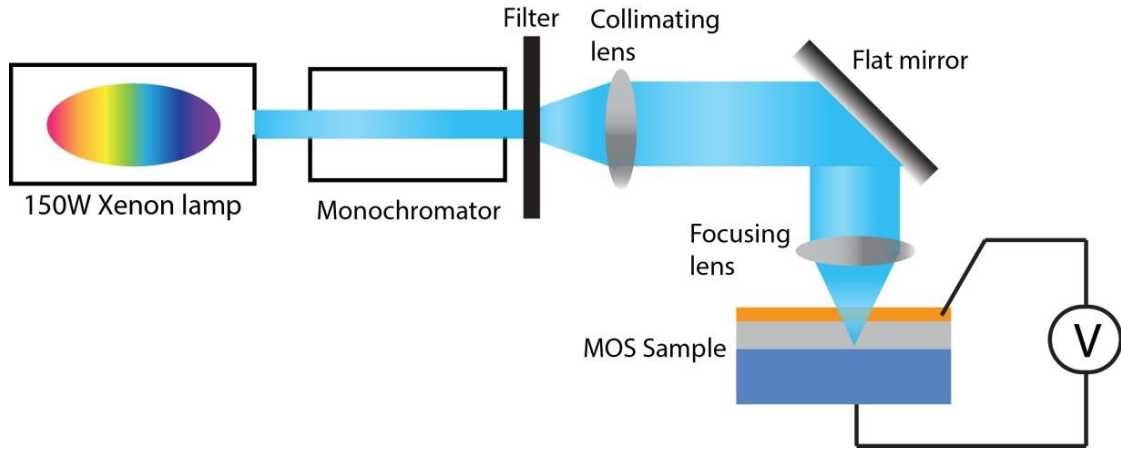 Filter
Collimating
lens
Flat mirror
150W Xenon lamp
Monochromator
Focusing
lens
MOS Sample
V